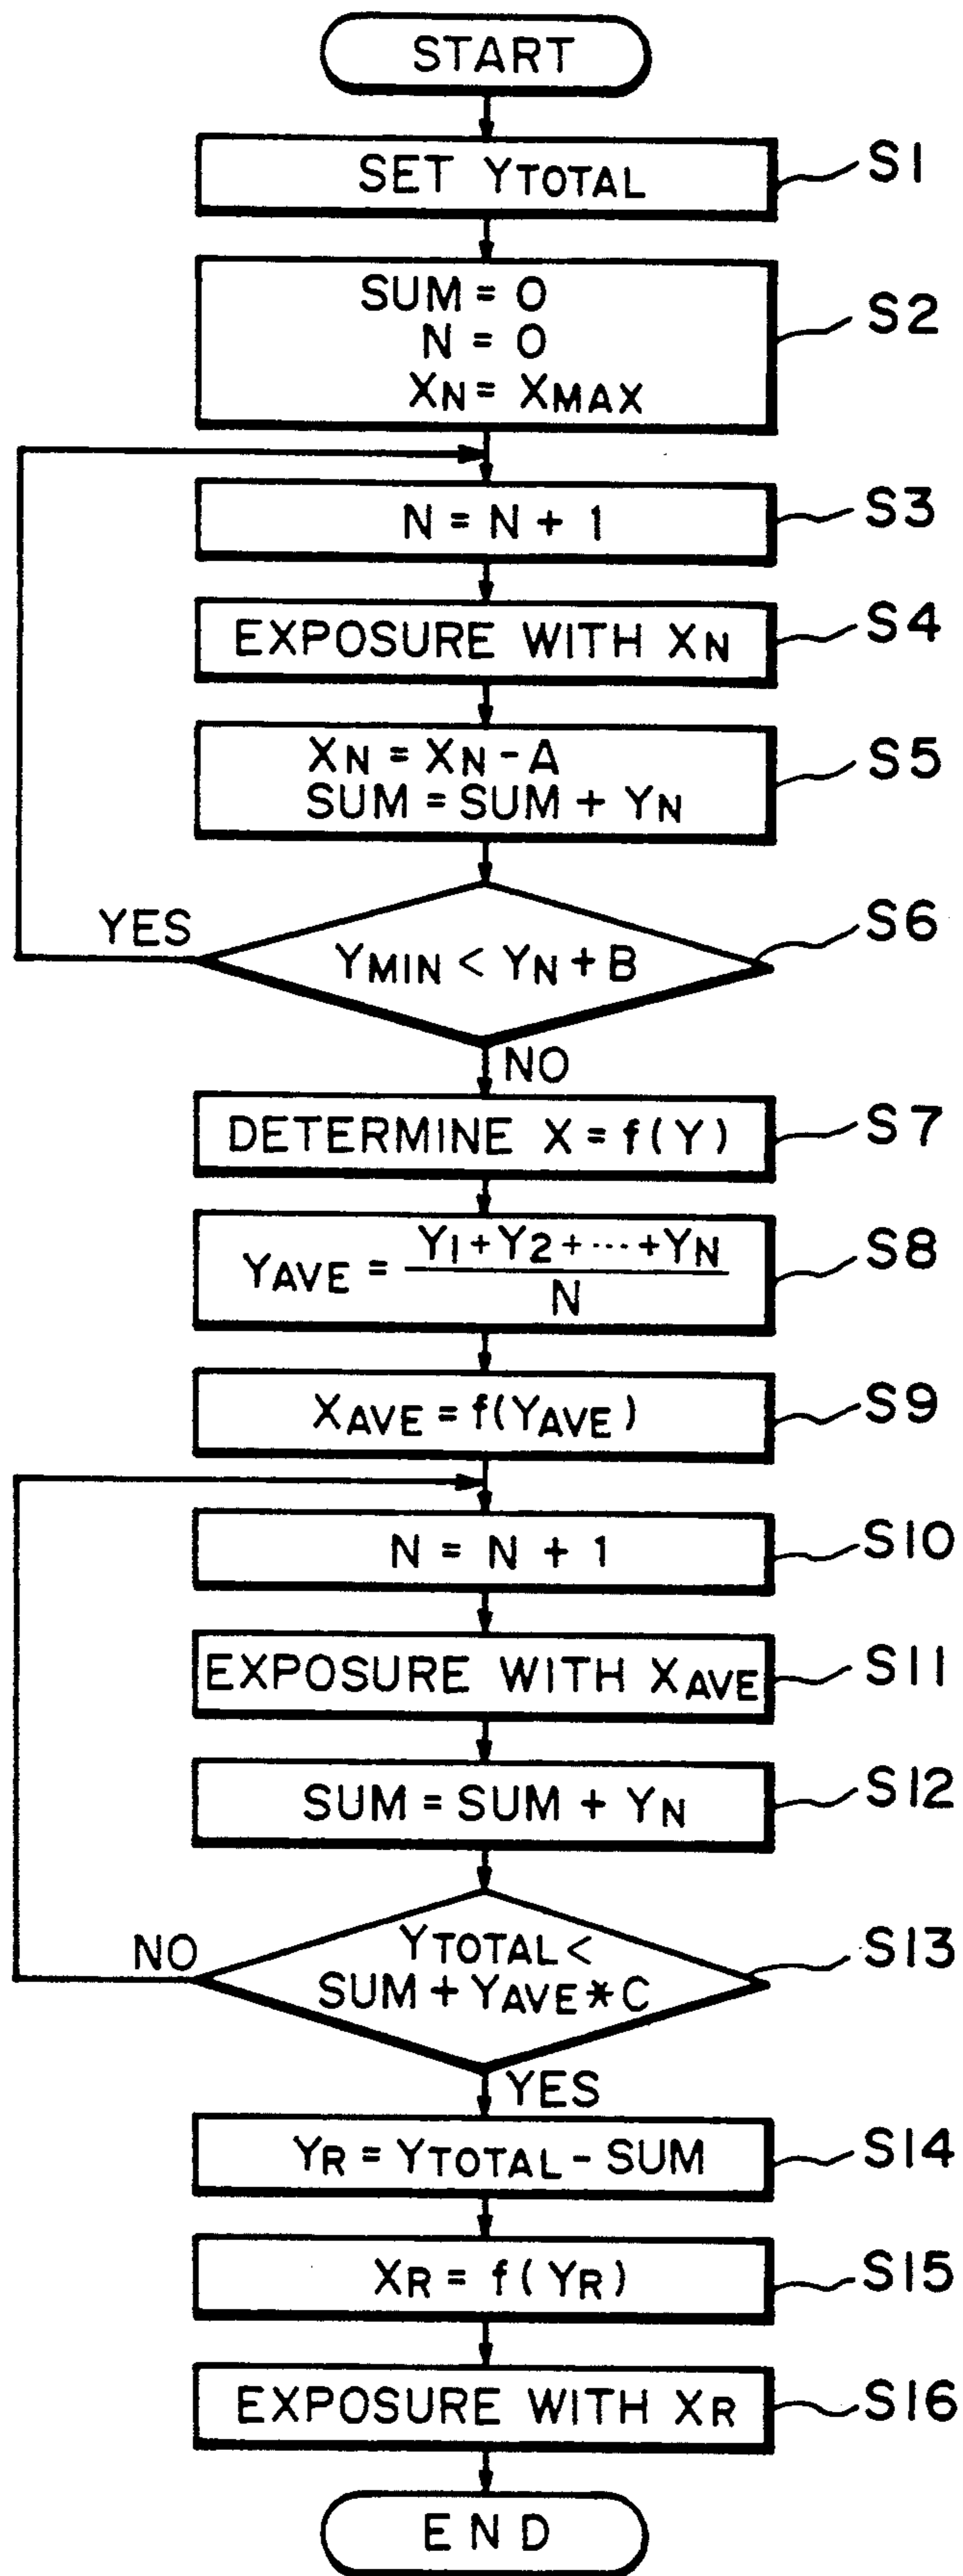 START
SET YTOTAL
S1
SUM = 0
N = 0
XN = XMAX
S2
N = N + 1
S3
EXPOSURE WITH XN
S4
XN = XN - A
SUM = SUM + YN
S5
YES
YMIN < YN + B
S6
NO
DETERMINE X = f(Y)
S7
YAVE = Y1 + Y2 + ··· + YN
N
S8
XAVE = f(YAVE)
S9
N = N + 1
S10
EXPOSURE WITH XAVE
S11
SUM = SUM + YN
S12
NO
YTOTAL <
SUM + YAVE * C
S13
YES
YR = YTOTAL - SUM
S14
XR = f(YR)
S15
EXPOSURE WITH XR
S16
END